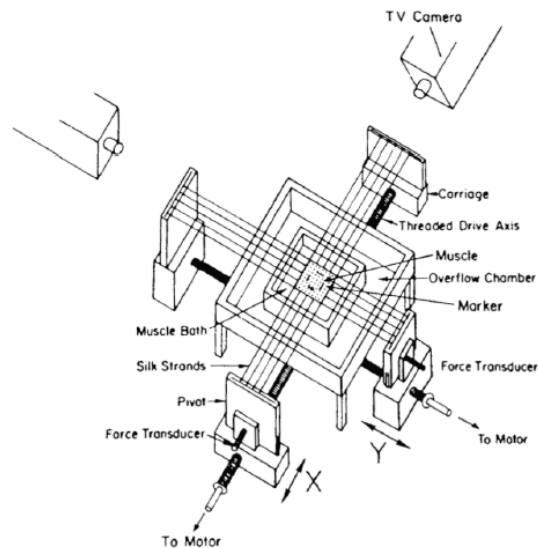 TV Camera
Carriage
Threaded Drive Axis
Muscle
Overflow Chamber
Marker
Muscle Bath
Silk Strands
Force Transducer
Pivot
Force Transducer
To Motor
Y
X
To Motor